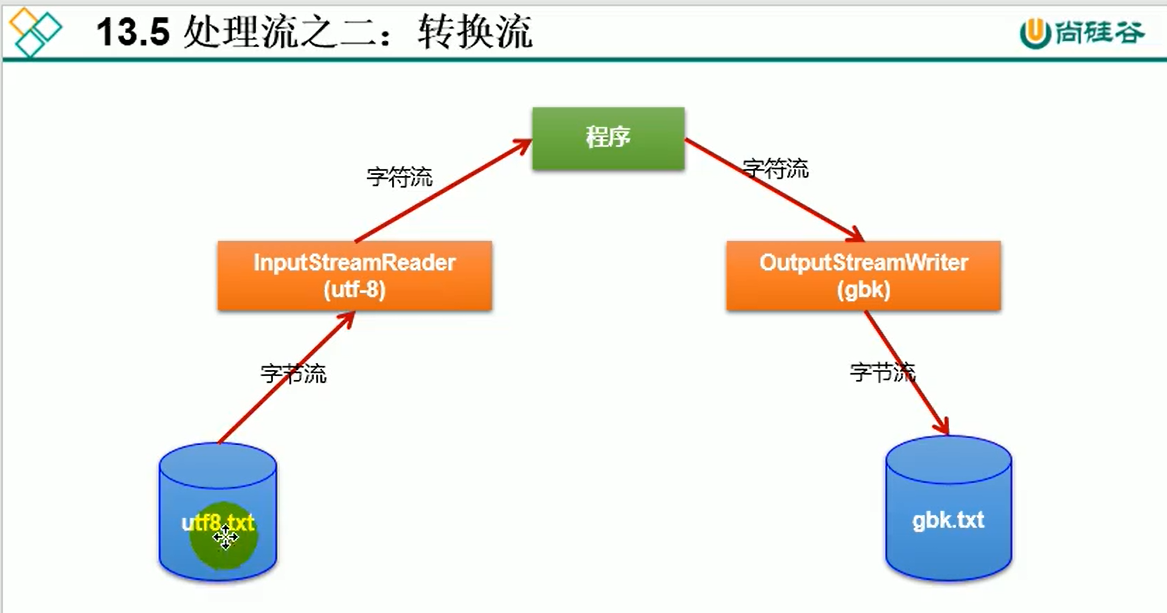 13.5 处理流之二：转换流
尚硅谷
程序
字符流
字符流
InputStreamReader
(utf-8)
OutputStreamWriter
(gbk)
字节流
字节流
utf8.txt
gbk.txt